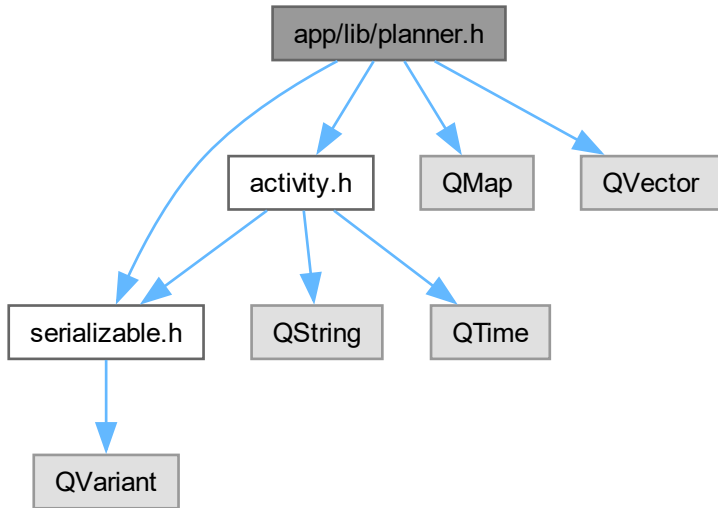 app/lib/planner.h
activity.h
QMap
QVector
serializable.h
QString
QTime
QVariant